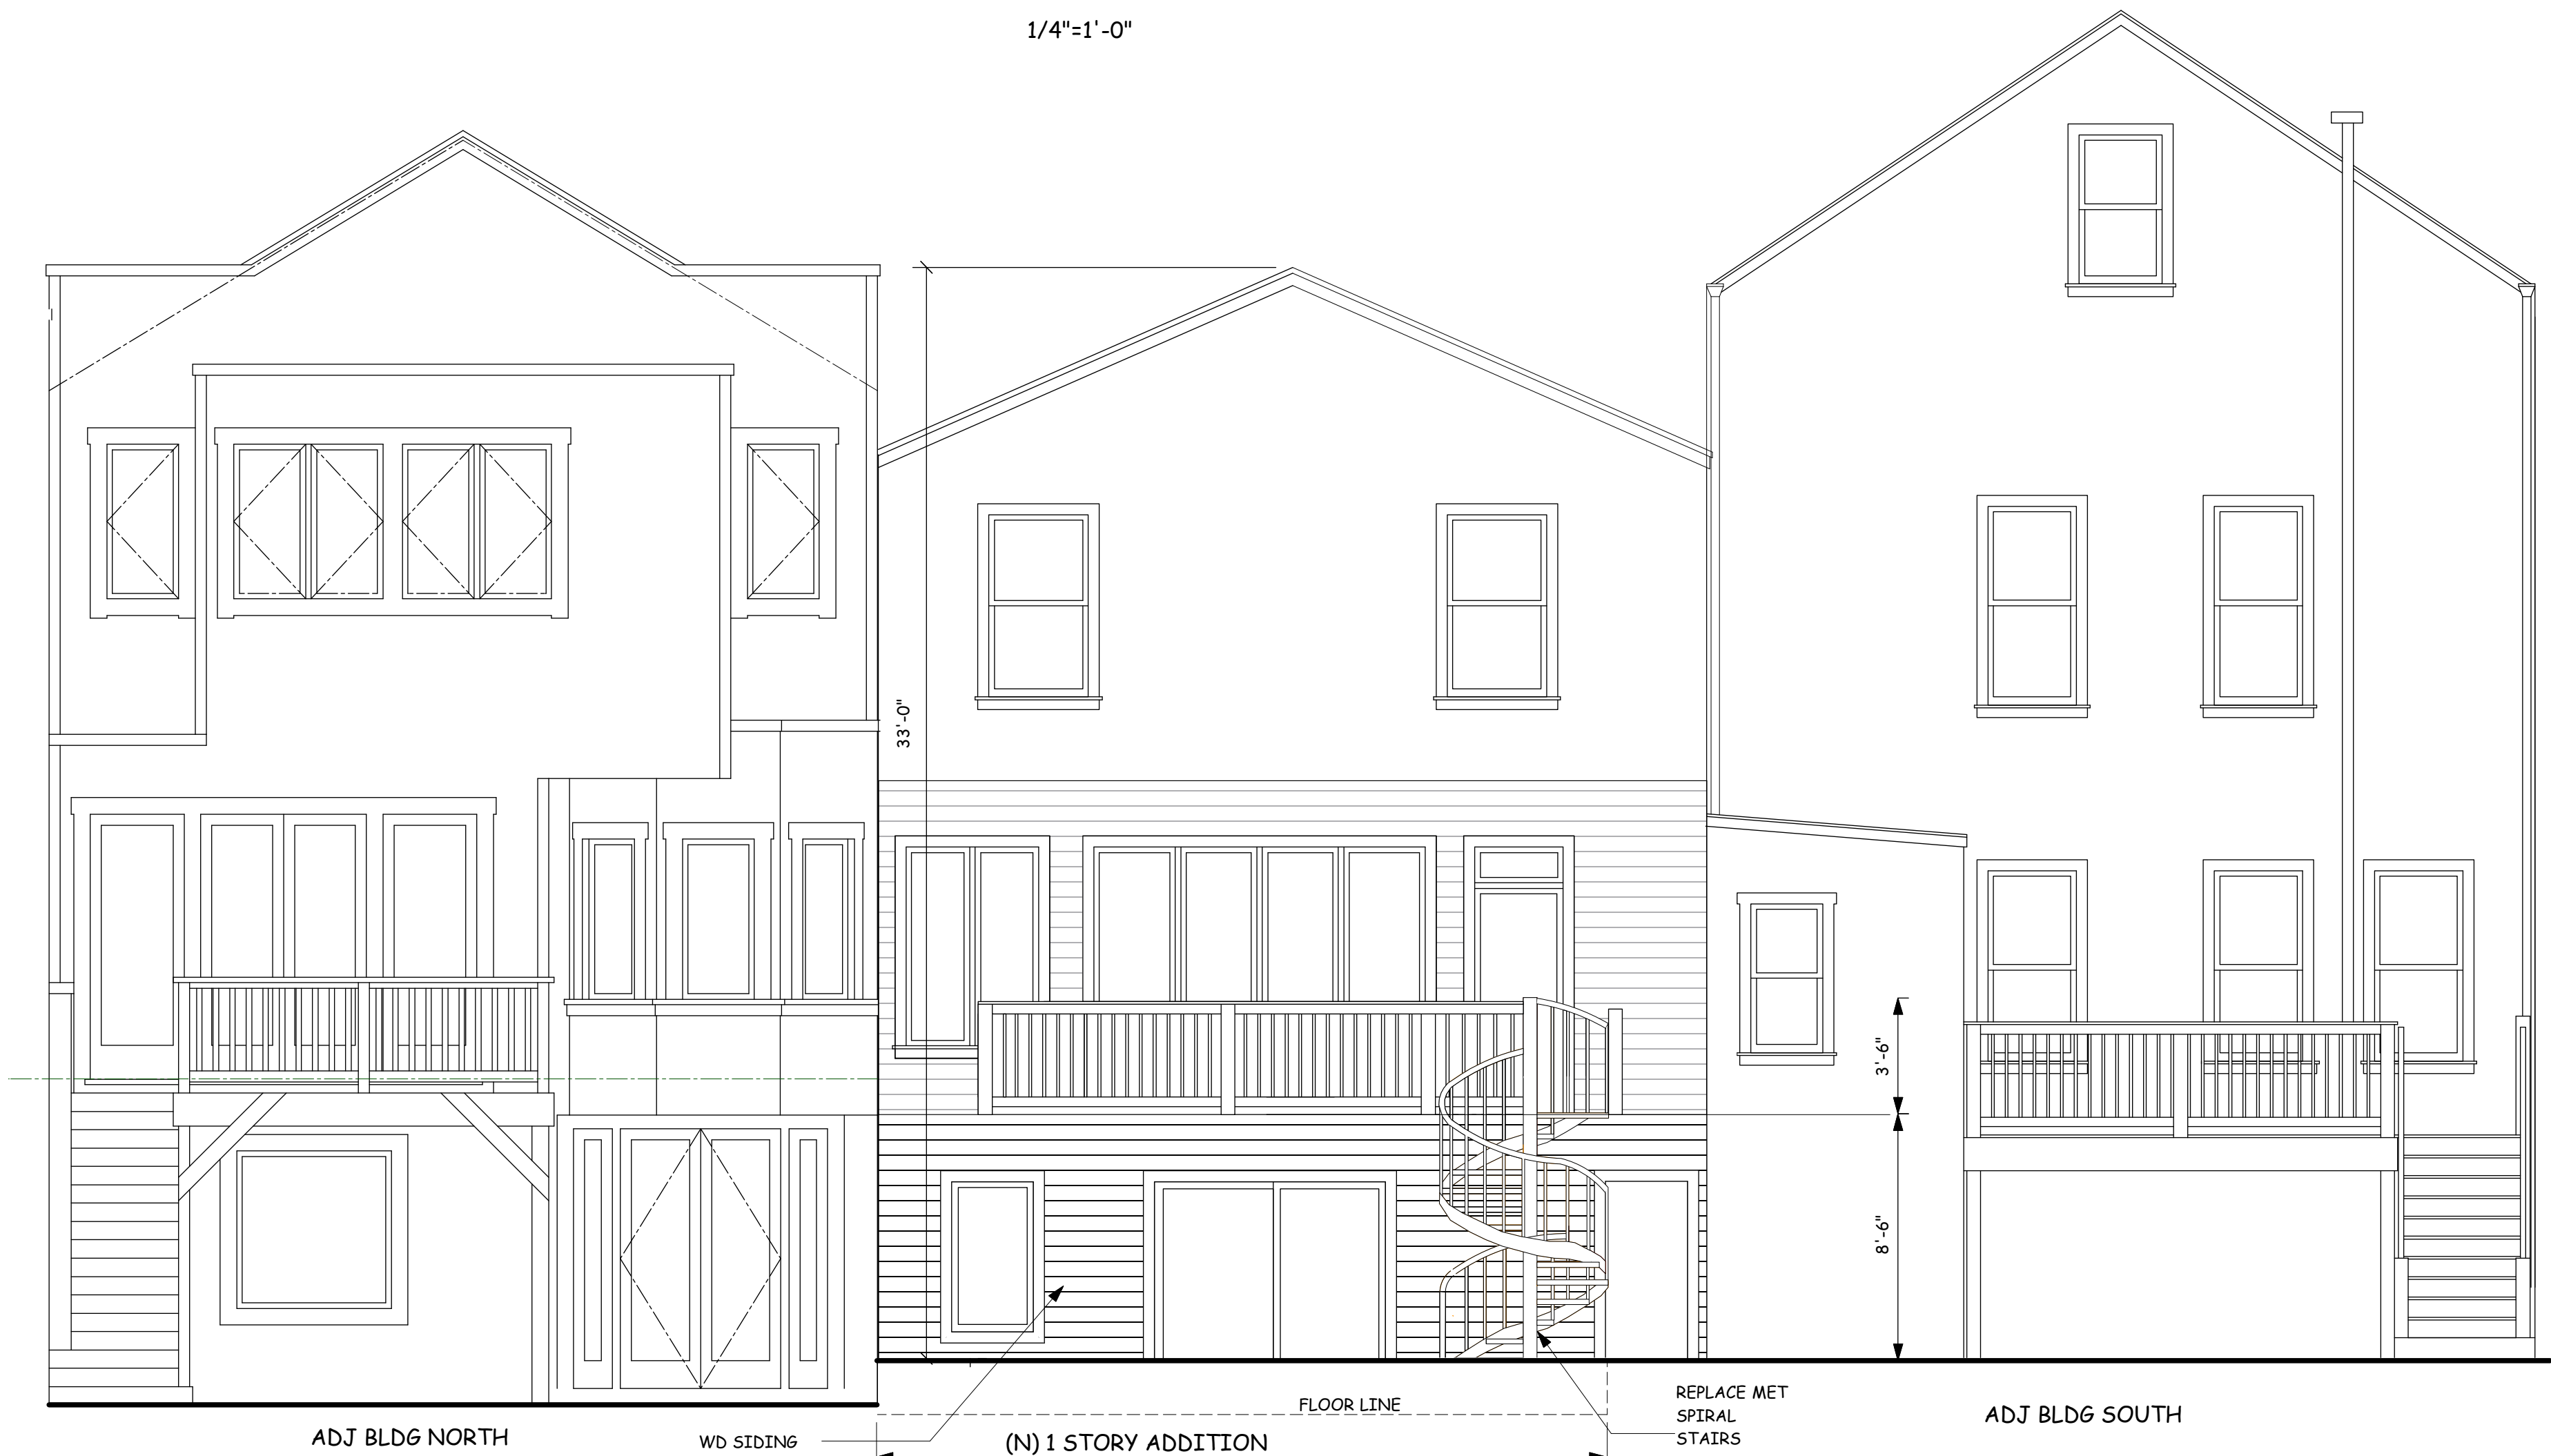 1/4"=1'-0"
33'-0"
3'-6"
8'-6"
FLOOR LINE
REPLACE MET
SPIRAL
STAIRS
ADJ BLDG NORTH
WD SIDING
(N) 1 STORY ADDITION
ADJ BLDG SOUTH